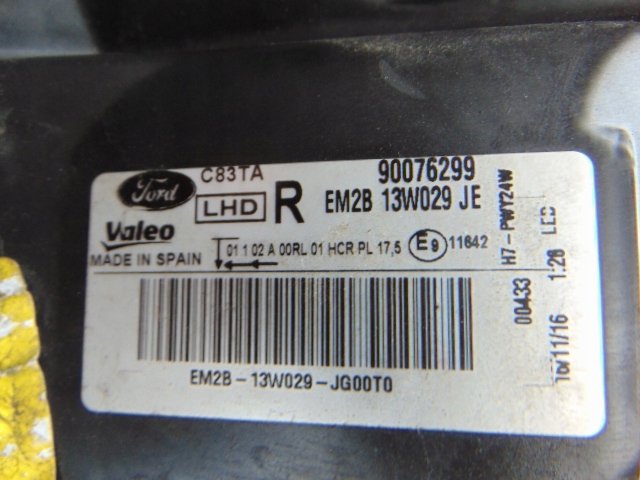 Ford C83TA 90076299
LHD R EM2B 13W029 JE
Valeo
MADE IN SPAIN 01 1 02 A 00RL 01 HCR PL 17,5 E9 11642
EM2B-13W029-JG00T0
00433 H7-PWY24W
11/16 1:28 LED